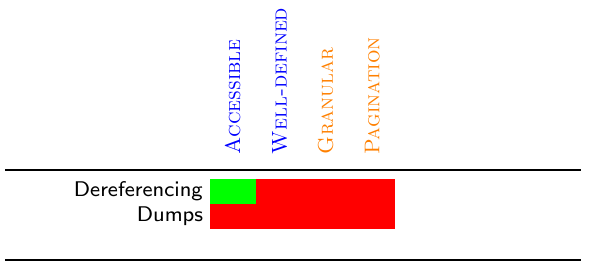 ACCESSIBLE
WELL-DEFINED
GRANULAR
PAGINATION
Dereferencing
Dumps